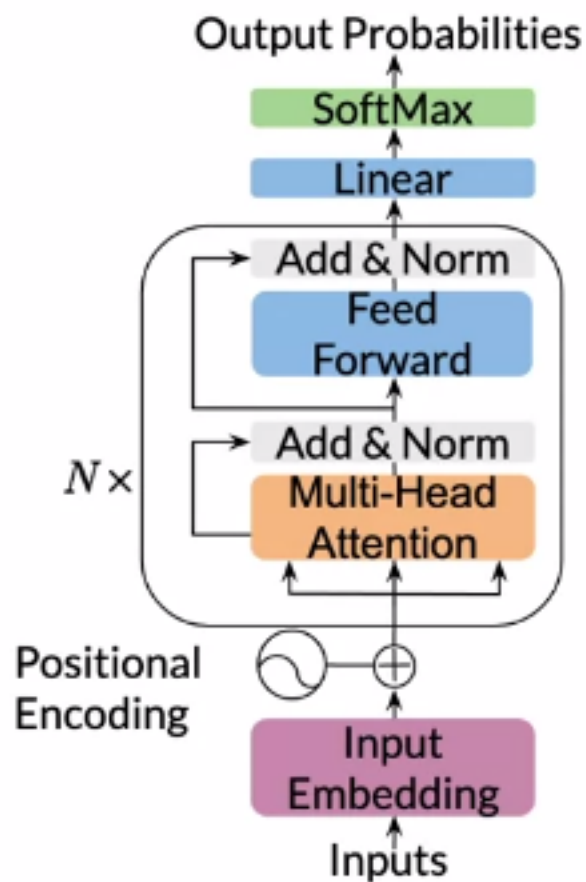 Output Probabilities
SoftMax
Linear
Add & Norm
Feed
Forward
Add & Norm
N×
Multi-Head
Attention
Positional
Encoding
Input
Embedding
Inputs